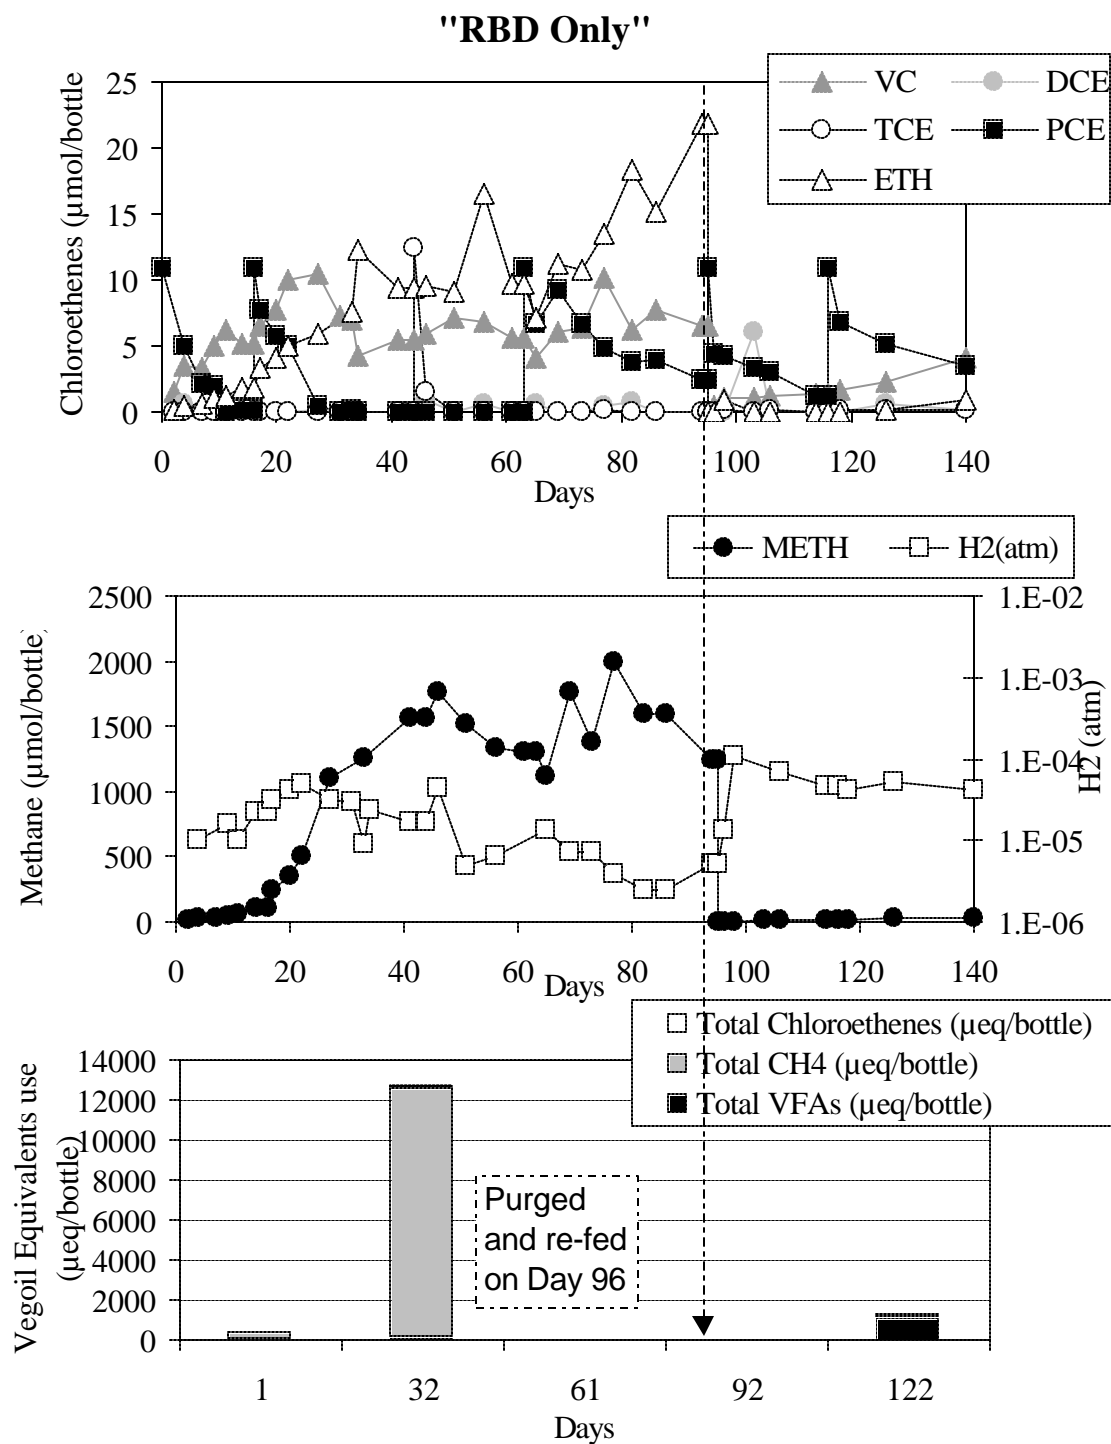 "RBD Only"
Chloroethenes (µmol/bottle
25
20
15
10
5
0
0 20 40 60 80 100 120 140
Days
VC DCE
TCE PCE
ETH
METH H2(atm)
Methane (µmol/bottle)
2500
2000
1500
1000
500
0
1.E-02
1.E-03
1.E-04
1.E-05
1.E-06
H2 (atm)
0 20 40 60 80 100 120 140
Days
Total Chloroethenes (µeq/bottle)
Total CH4 (µeq/bottle)
Total VFAs (µeq/bottle)
Vegoil Equivalents use
(µeq/bottle)
14000
12000
10000
8000
6000
4000
2000
0
Purged
and re-fed
on Day 96
1 32 61 92 122
Days